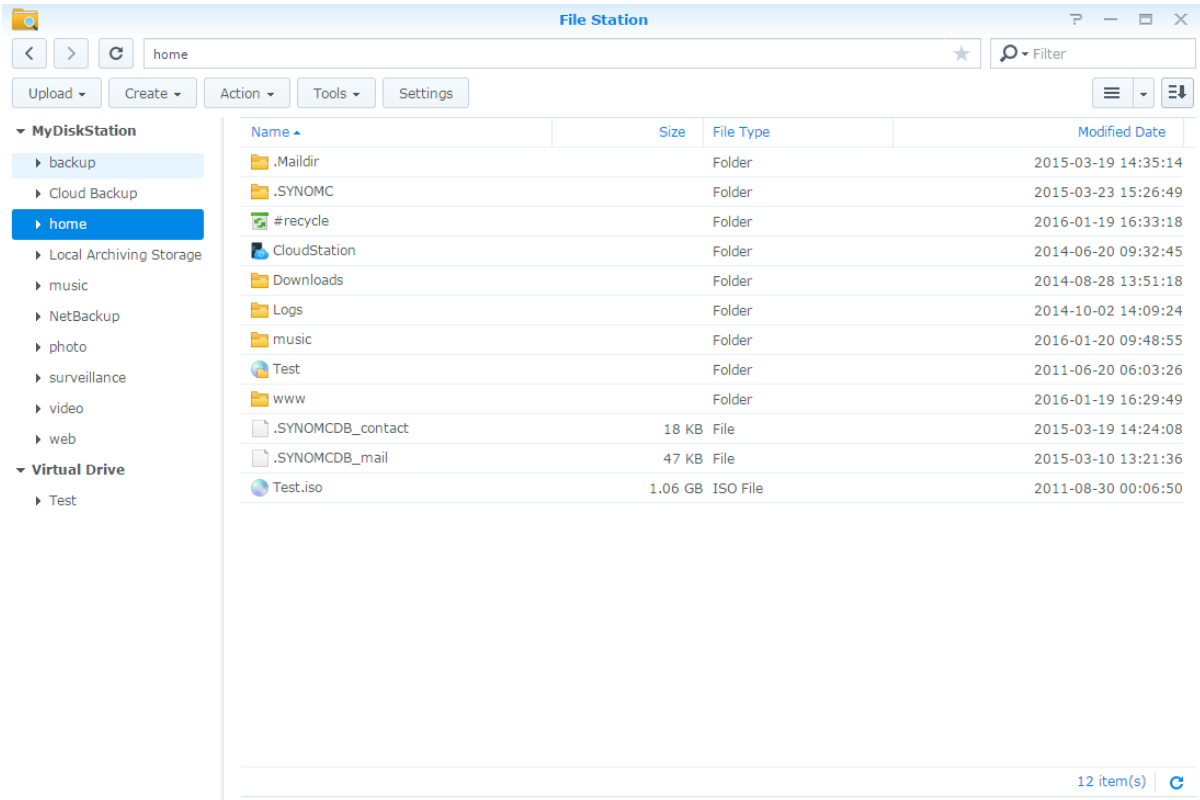 File Station
home
Filter
Upload Create Action Tools Settings
MyDiskStation
backup
Cloud Backup
home
Local Archiving Storage
music
NetBackup
photo
surveillance
video
web
Virtual Drive
Test
Name Size File Type Modified Date
.Maildir Folder 2015-03-19 14:35:14
.SYNOMC Folder 2015-03-23 15:26:49
#recycle Folder 2016-01-19 16:33:18
CloudStation Folder 2014-06-20 09:32:45
Downloads Folder 2014-08-28 13:51:18
Logs Folder 2014-10-02 14:09:24
music Folder 2016-01-20 09:48:55
Test Folder 2011-06-20 06:03:26
www Folder 2016-01-19 16:29:49
.SYNOMCDB_contact 18 KB File 2015-03-19 14:24:08
.SYNOMCDB_mail 47 KB File 2015-03-10 13:21:36
Test.iso 1.06 GB ISO File 2011-08-30 00:06:50
12 item(s)